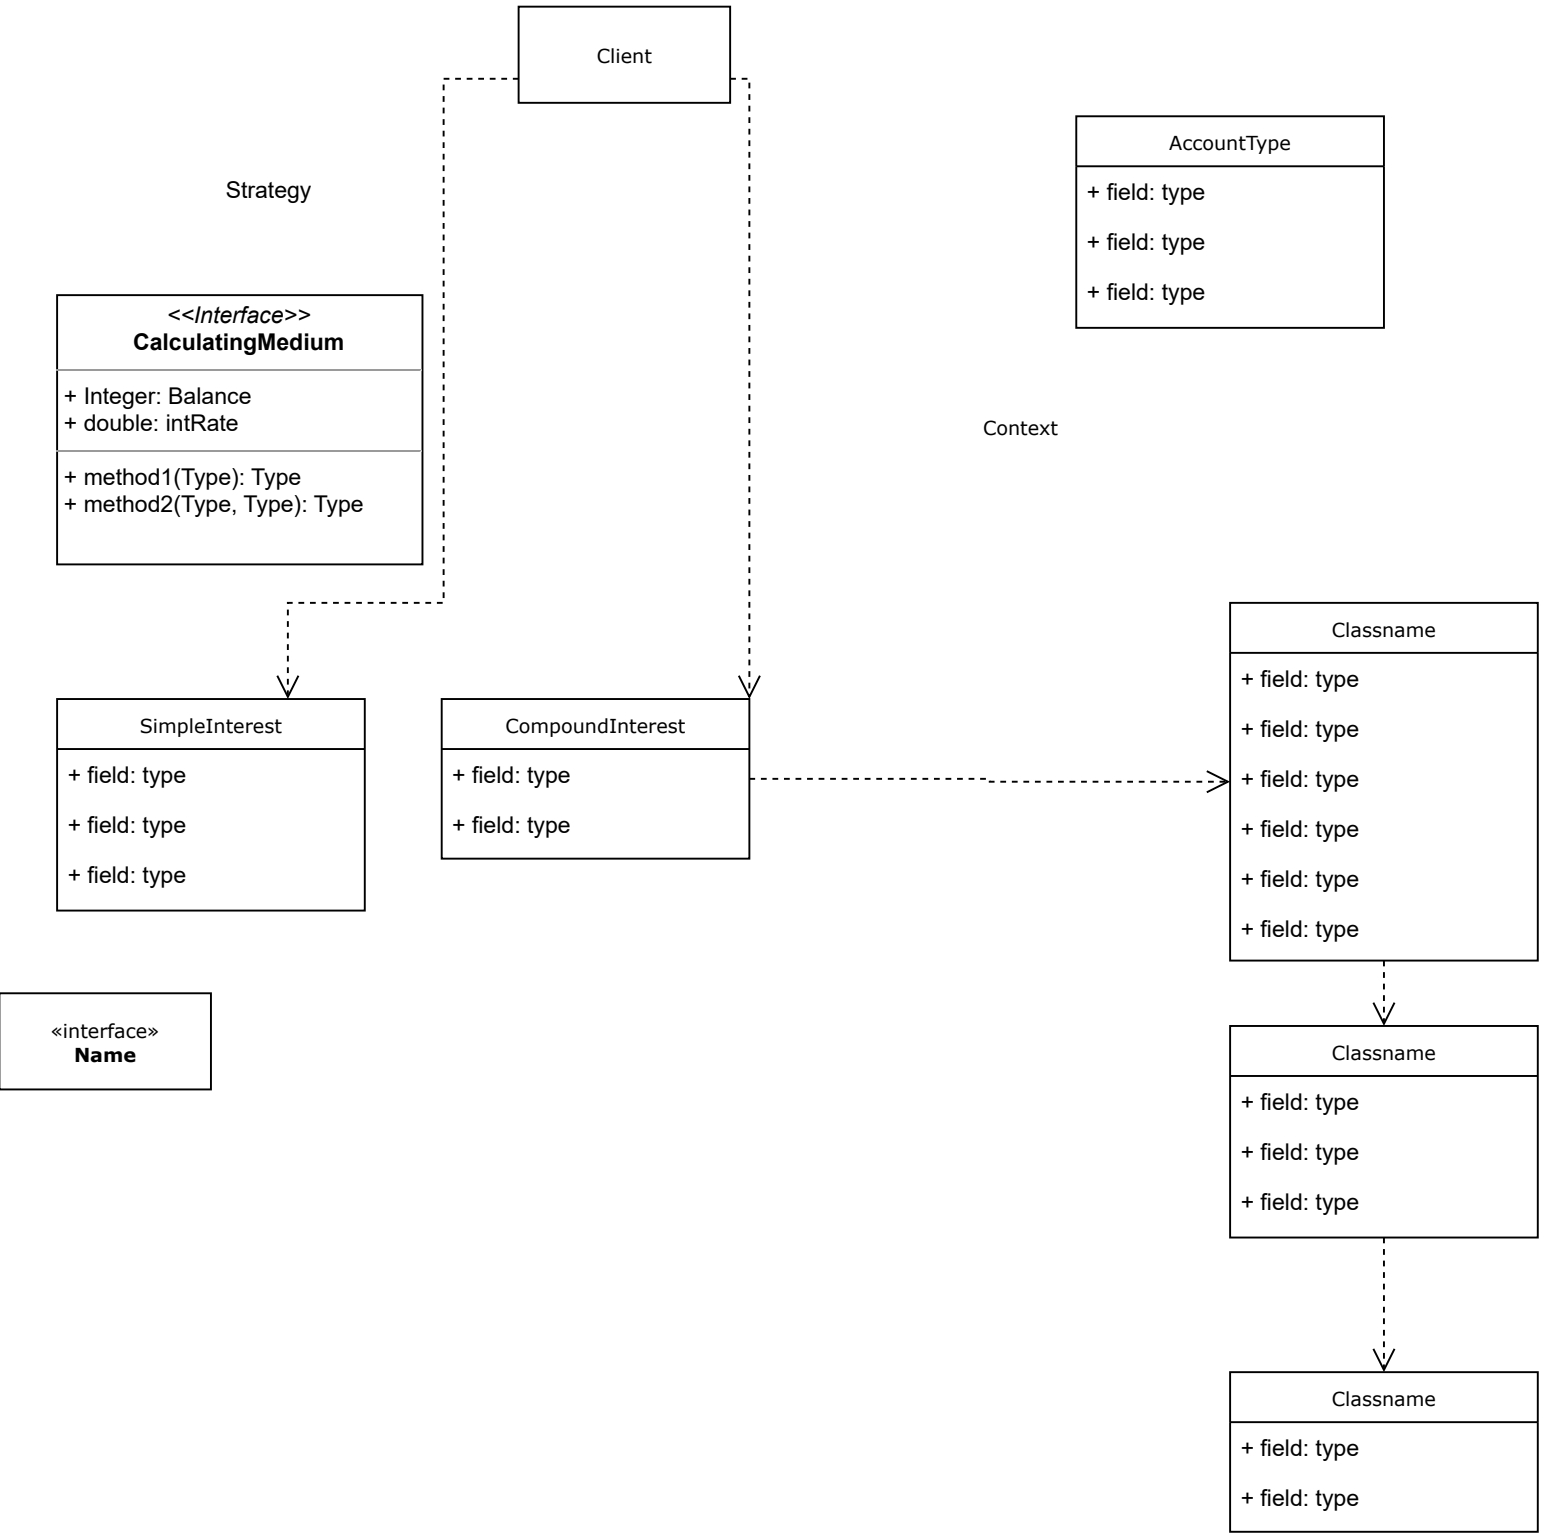 Client
AccountType
+ field: type
+ field: type
+ field: type
Strategy
<<Interface>>
CalculatingMedium
+ Integer: Balance
+ double: intRate
+ method1(Type): Type
+ method2(Type, Type): Type
Context
SimpleInterest
+ field: type
+ field: type
+ field: type
CompoundInterest
+ field: type
+ field: type
Classname
+ field: type
+ field: type
+ field: type
+ field: type
+ field: type
+ field: type
«interface»
Name
Classname
+ field: type
+ field: type
+ field: type
Classname
+ field: type
+ field: type